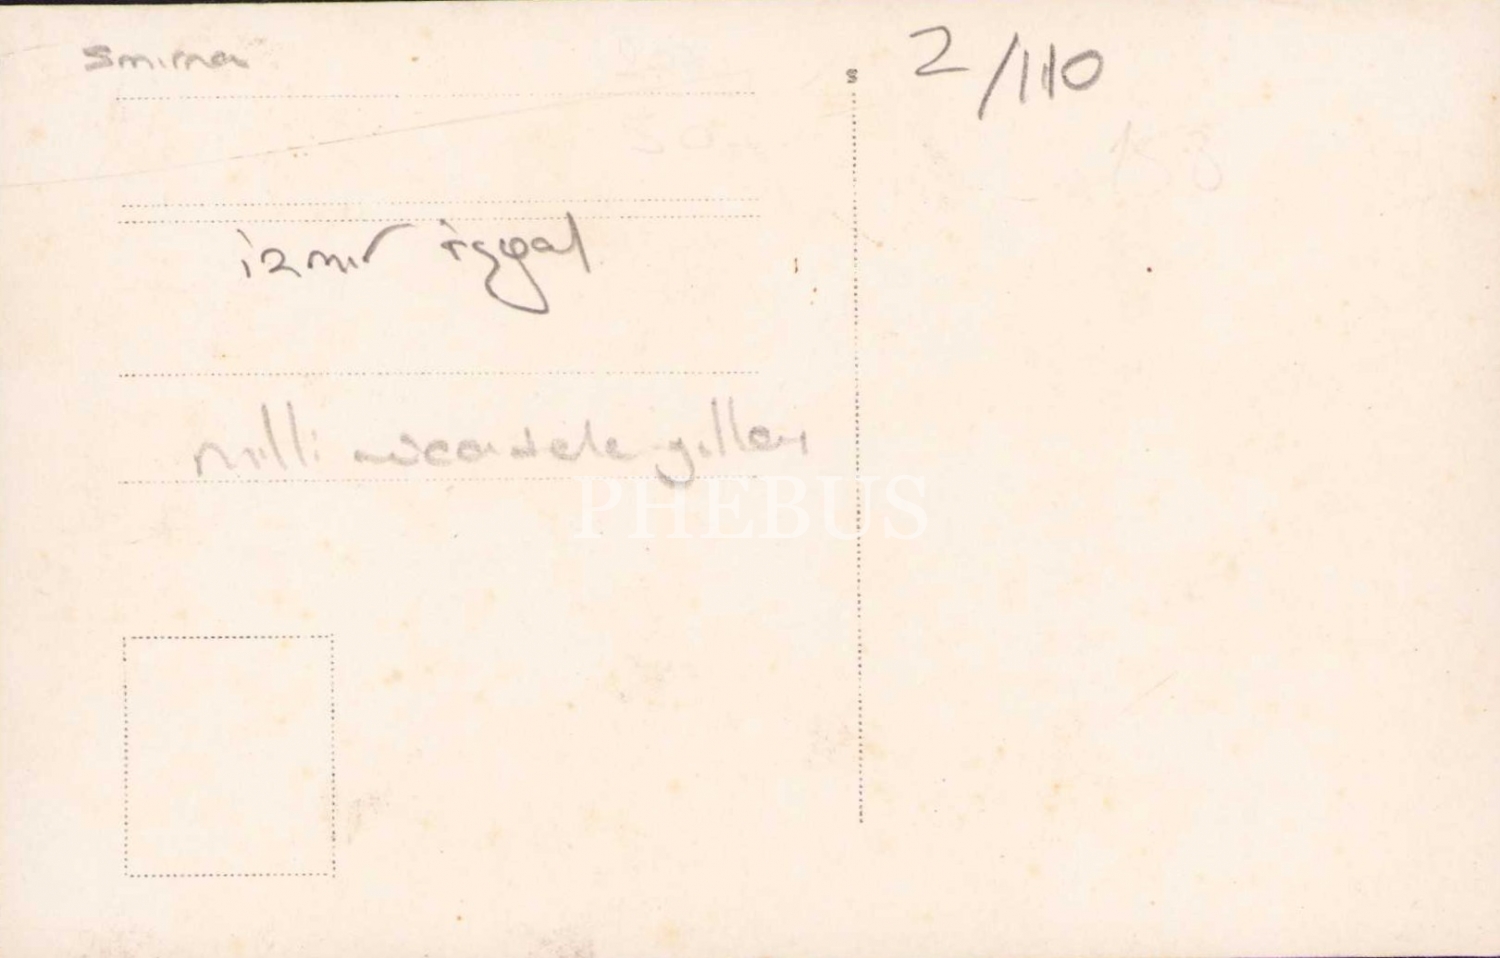 Smirna
2/110
izmir işgal
milli mücadele yılları
PHEBUS